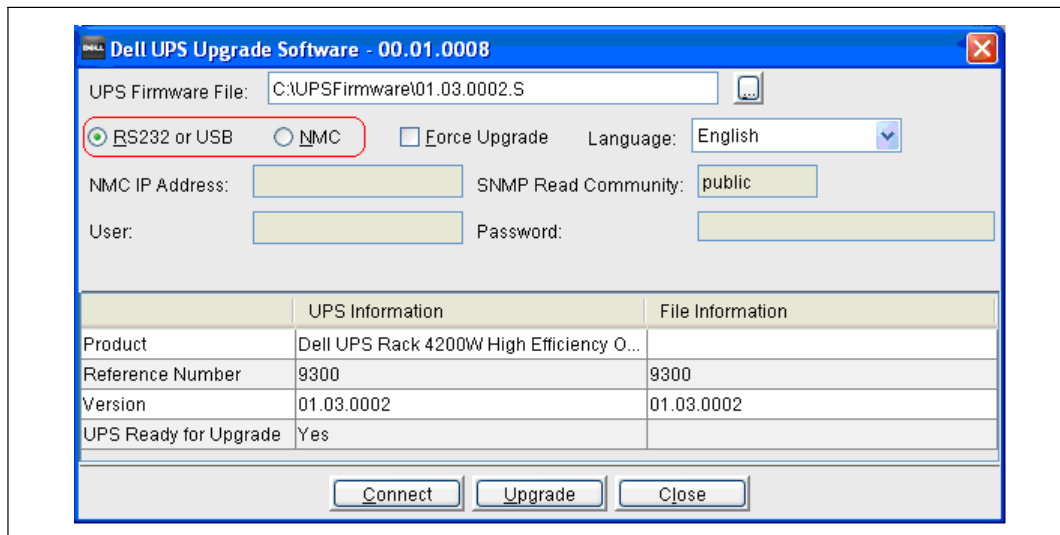 DELL Dell UPS Upgrade Software - 00.01.0008
UPS Firmware File: C:\UPSFirmware\01.03.0002.S ...
RS232 or USB NMC Force Upgrade Language: English
NMC IP Address: SNMP Read Community: public
User: Password:
UPS Information File Information
Product Dell UPS Rack 4200W High Efficiency O...
Reference Number 9300 9300
Version 01.03.0002 01.03.0002
UPS Ready for Upgrade Yes
Connect Upgrade Close